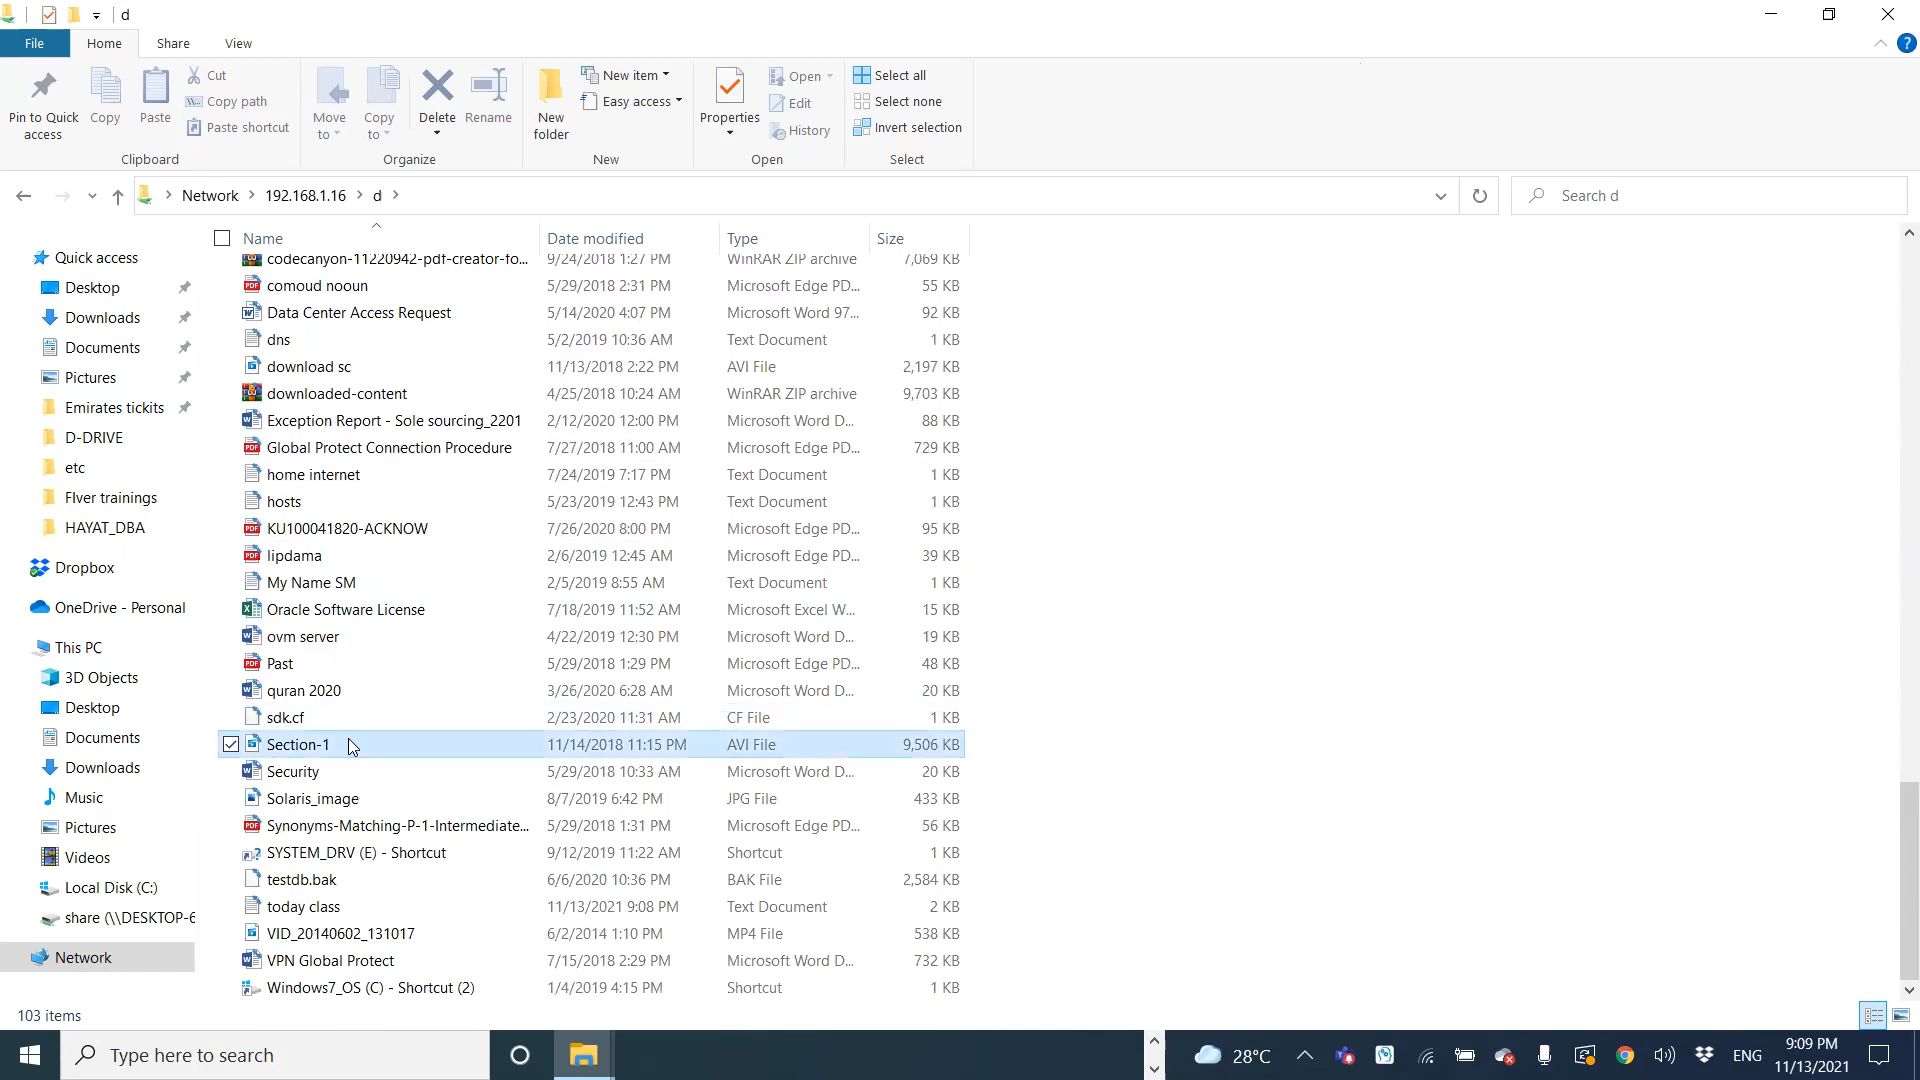 d
File Home Share View
Pin to Quick access
Copy
Paste
Cut
Copy path
Paste shortcut
Clipboard
Move to
Copy to
Delete
Rename
Organize
New folder
New item
Easy access
New
Properties
Open
Edit
History
Open
Select all
Select none
Invert selection
Select
Network 192.168.1.16 d
Search d
Quick access
Desktop
Downloads
Documents
Pictures
Emirates tickits
D-DRIVE
etc
FIver trainings
HAYAT_DBA
Dropbox
OneDrive - Personal
This PC
3D Objects
Desktop
Documents
Downloads
Music
Pictures
Videos
Local Disk (C:)
share (\\DESKTOP-6
Network
Name Date modified Type Size
codecanyon-11220942-pdf-creator-fo... 9/24/2018 1:27 PM WinRAR ZIP archive 7,069 KB
comoud nooun 5/29/2018 2:31 PM Microsoft Edge PD... 55 KB
Data Center Access Request 5/14/2020 4:07 PM Microsoft Word 97... 92 KB
dns 5/2/2019 10:36 AM Text Document 1 KB
download sc 11/13/2018 2:22 PM AVI File 2,197 KB
downloaded-content 4/25/2018 10:24 AM WinRAR ZIP archive 9,703 KB
Exception Report - Sole sourcing_2201 2/12/2020 12:00 PM Microsoft Word D... 88 KB
Global Protect Connection Procedure 7/27/2018 11:00 AM Microsoft Edge PD... 729 KB
home internet 7/24/2019 7:17 PM Text Document 1 KB
hosts 5/23/2019 12:43 PM Text Document 1 KB
KU100041820-ACKNOW 7/26/2020 8:00 PM Microsoft Edge PD... 95 KB
lipdama 2/6/2019 12:45 AM Microsoft Edge PD... 39 KB
My Name SM 2/5/2019 8:55 AM Text Document 1 KB
Oracle Software License 7/18/2019 11:52 AM Microsoft Excel W... 15 KB
ovm server 4/22/2019 12:30 PM Microsoft Word D... 19 KB
Past 5/29/2018 1:29 PM Microsoft Edge PD... 48 KB
quran 2020 3/26/2020 6:28 AM Microsoft Word D... 20 KB
sdk.cf 2/23/2020 11:31 AM CF File 1 KB
Section-1 11/14/2018 11:15 PM AVI File 9,506 KB
Security 5/29/2018 10:33 AM Microsoft Word D... 20 KB
Solaris_image 8/7/2019 6:42 PM JPG File 433 KB
Synonyms-Matching-P-1-Intermediate... 5/29/2018 1:31 PM Microsoft Edge PD... 56 KB
SYSTEM_DRV (E) - Shortcut 9/12/2019 11:22 AM Shortcut 1 KB
testdb.bak 6/6/2020 10:36 PM BAK File 2,584 KB
today class 11/13/2021 9:08 PM Text Document 2 KB
VID_20140602_131017 6/2/2014 1:10 PM MP4 File 538 KB
VPN Global Protect 7/15/2018 2:29 PM Microsoft Word D... 732 KB
Windows7_OS (C) - Shortcut (2) 1/4/2019 4:15 PM Shortcut 1 KB
103 items
Type here to search
28°C
ENG
9:09 PM
11/13/2021